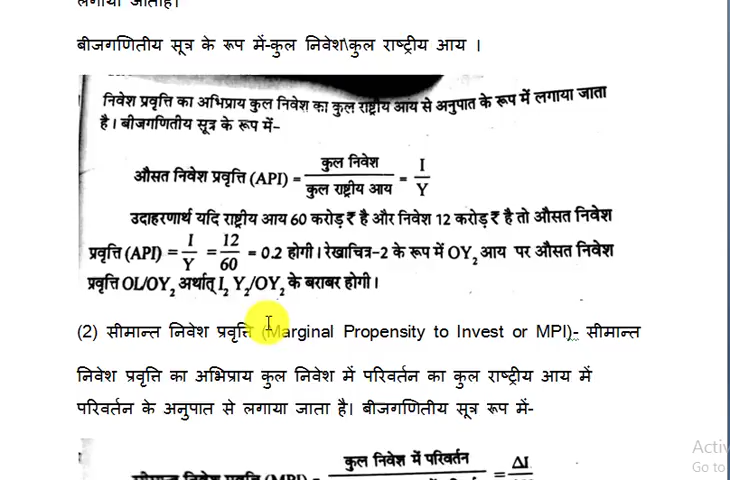 लगाया जाताह।
बीजगणितीय सूत्र के रूप में-कुल निवेश\कुल राष्ट्रीय आय ।
निवेश प्रवृत्ति का अभिप्राय कुल निवेश का कुल राष्ट्रीय आय से अनुपात के रूप में लगाया जाता
है। बीजगणितीय सूत्र के रूप में-
औसत निवेश प्रवृत्ति (API) = कुल निवेश / कुल राष्ट्रीय आय = I / Y
उदाहरणार्थ यदि राष्ट्रीय आय 60 करोड़ ₹ है और निवेश 12 करोड़ ₹ है तो औसत निवेश
प्रवृत्ति (API) = I / Y = 12 / 60 = 0.2 होगी। रेखाचित्र-2 के रूप में OY₂ आय पर औसत निवेश
प्रवृत्ति OL/OY₂ अर्थात् I₂ Y₂/OY₂ के बराबर होगी।
(2) सीमान्त निवेश प्रवृत्ति (Marginal Propensity to Invest or MPI)- सीमान्त
निवेश प्रवृत्ति का अभिप्राय कुल निवेश में परिवर्तन का कुल राष्ट्रीय आय में
परिवर्तन के अनुपात से लगाया जाता है। बीजगणितीय सूत्र रूप में-
कुल निवेश में परिवर्तन = ΔI
Activ
Go to